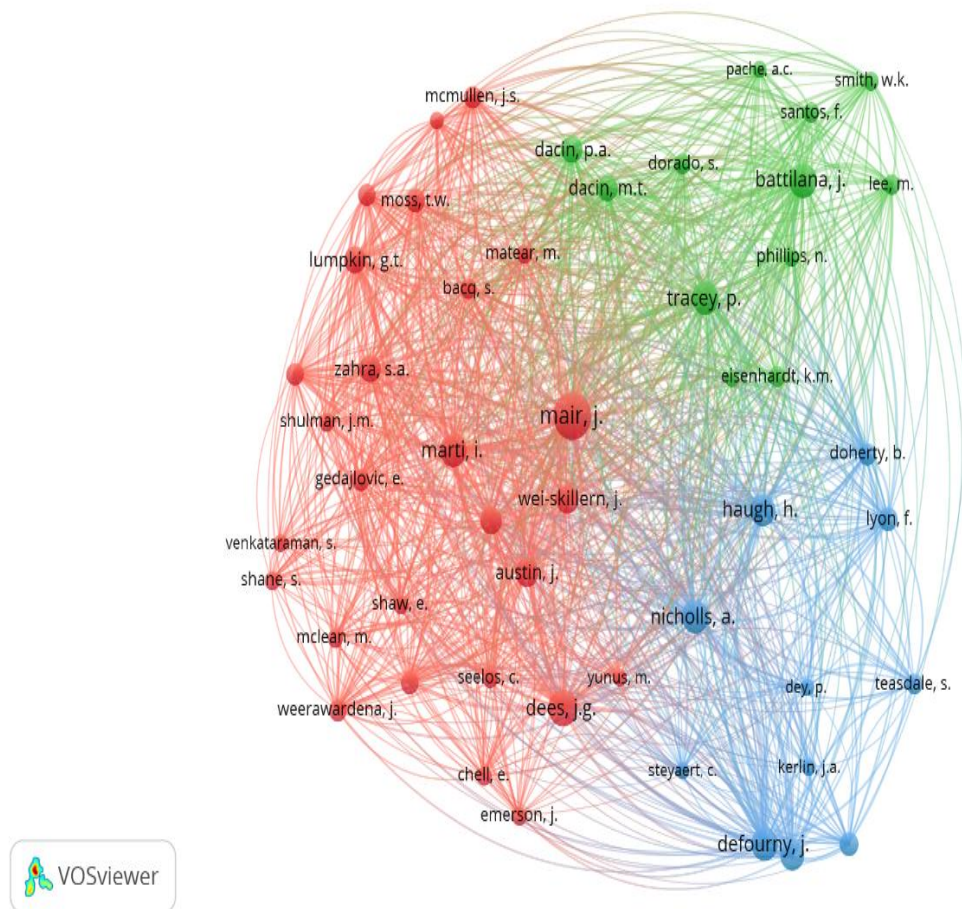 pache, a.c.
smith, w.k.
mcmullen, j.s.
santos, f.
dacin, p.a.
dorado, s.
battilana, j.
lee, m.
dacin, m.t.
moss, t.w.
matear, m.
phillips, n.
lumpkin, g.t.
bacq, s.
tracey, p.
zahra, s.a.
eisenhardt, k.m.
mair, j.
shulman, j.m.
marti, i.
doherty, b.
gedajlovic, e.
wei-skillern, j.
haugh, h.
lyon, f.
venkataraman, s.
shane, s.
austin, j.
shaw, e.
nicholls, a.
mclean, m.
seelos, c.
yunus, m.
dey, p.
teasdale, s.
weerawardena, j.
dees, j.g.
steyaert, c.
kerlin, j.a.
chell, e.
emerson, j.
defourny, j.
VOSviewer